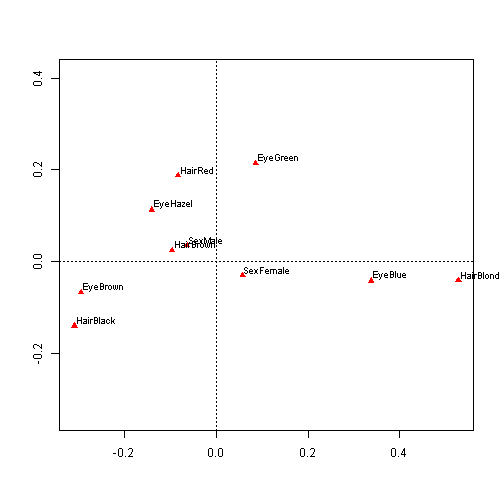 0.4
0.2
0.0
-0.2
EyeGreen
HairRed
EyeHazel
SexMale
HairBrown
SexFemale
EyeBlue
HairBlond
EyeBrown
HairBlack
-0.2
0.0
0.2
0.4